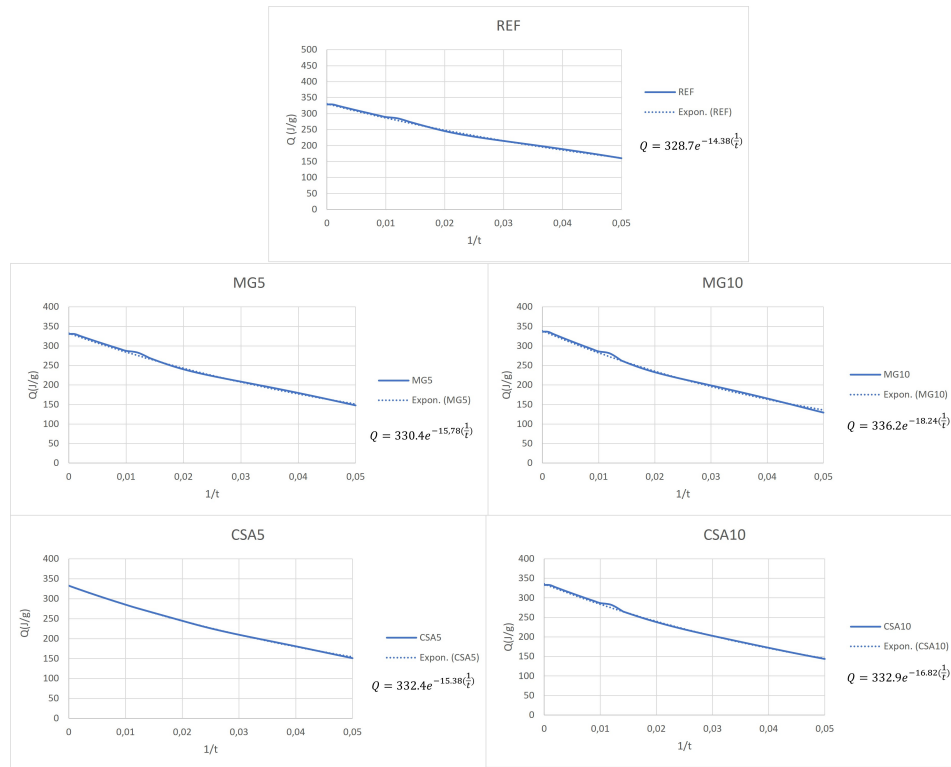 REF
500
450
400
350
300
250
200
150
100
50
0
Q (J/g)
0 0,01 0,02 0,03 0,04 0,05
1/t
REF
Expon. (REF)
Q = 328.7e^{-14.38(\frac{1}{t})}
MG5
400
350
300
250
200
150
100
50
0
Q(J/g)
0 0,01 0,02 0,03 0,04 0,05
1/t
MG5
Expon. (MG5)
Q = 330.4e^{-15,78(\frac{1}{t})}
MG10
400
350
300
250
200
150
100
50
0
Q(J/g)
0 0,01 0,02 0,03 0,04 0,05
1/t
MG10
Expon. (MG10)
Q = 336.2e^{-18.24(\frac{1}{t})}
CSA5
400
350
300
250
200
150
100
50
0
Q(J/g)
0 0,01 0,02 0,03 0,04 0,05
1/t
CSA5
Expon. (CSA5)
Q = 332.4e^{-15.38(\frac{1}{t})}
CSA10
400
350
300
250
200
150
100
50
0
Q(J/g)
0 0,01 0,02 0,03 0,04 0,05
1/t
CSA10
Expon. (CSA10)
Q = 332.9e^{-16.82(\frac{1}{t})}